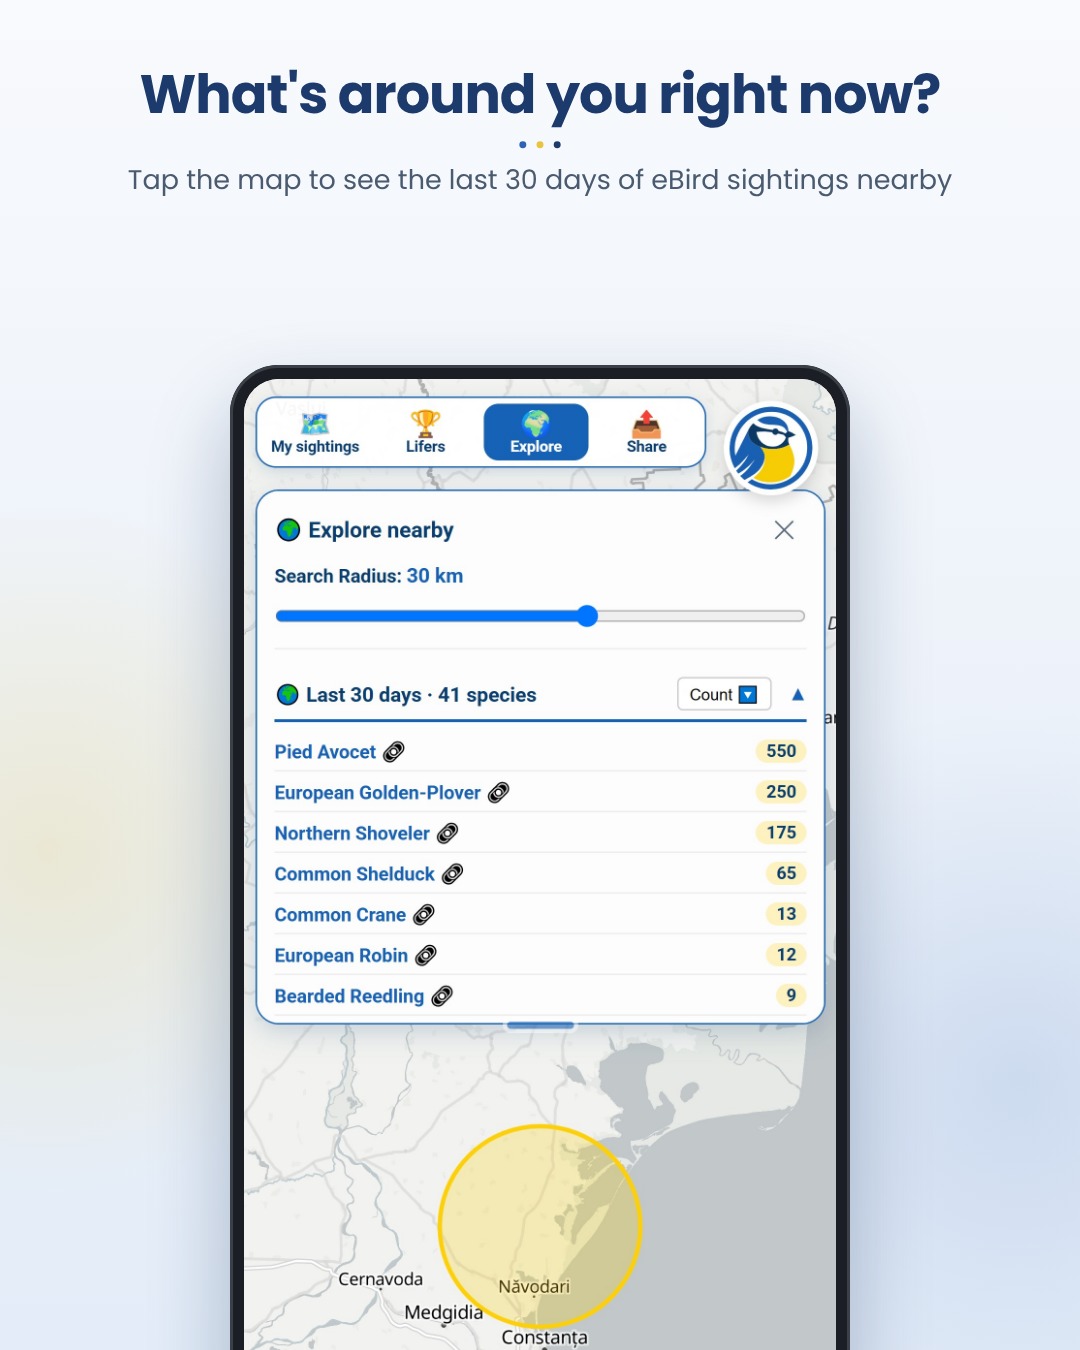 What's around you right now?
Tap the map to see the last 30 days of eBird sightings nearby
My sightings
Lifers
Explore
Share
Explore nearby
Search Radius: 30 km
Last 30 days · 41 species
Count
Pied Avocet
550
European Golden-Plover
250
Northern Shoveler
175
Common Shelduck
65
Common Crane
13
European Robin
12
Bearded Reedling
9
Cernavoda
Năvodari
Medgidia
Constanța